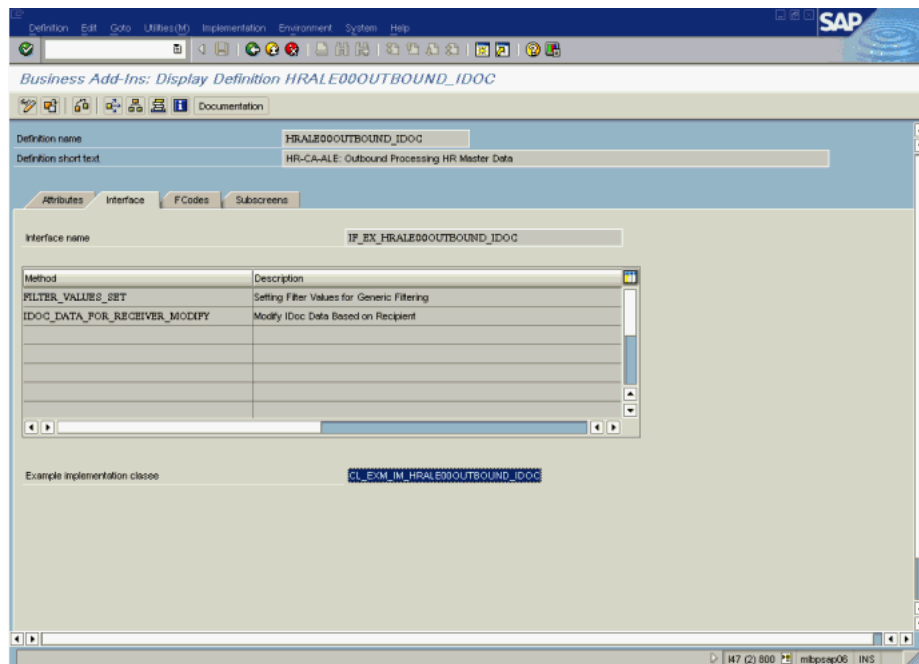 Definition Edit Goto Utilities(M) Implementation Environment System Help
SAP
Business Add-Ins: Display Definition HRALE00OUTBOUND_IDOC
Documentation
Definition name HRALE00OUTBOUND_IDOC
Definition short text HR-CA-ALE: Outbound Processing HR Master Data
Attributes Interface FCodes Subscreens
Interface name IF_EX_HRALE00OUTBOUND_IDOC
Method Description
FILTER_VALUES_SET Setting Filter Values for Generic Filtering
IDOC_DATA_FOR_RECEIVER_MODIFY Modify IDoc Data Based on Recipient
Example implementation classe CL_EXM_IM_HRALE00OUTBOUND_IDOC
I47 (2) 800 mlbpsap06 INS